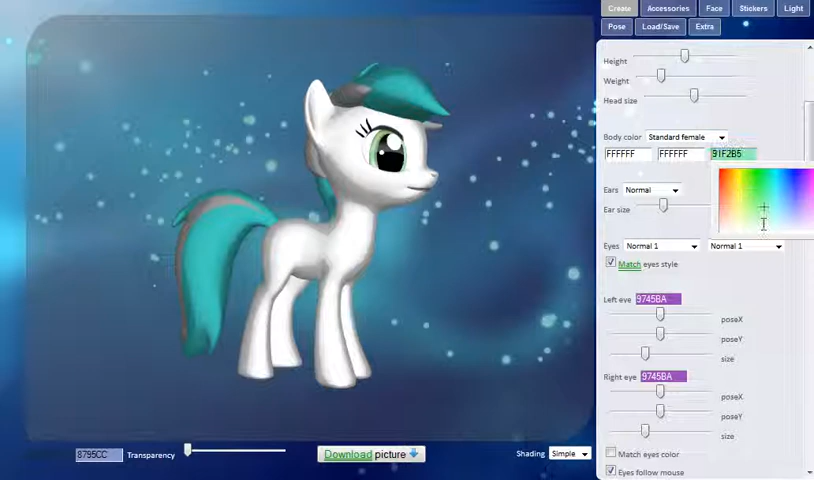 Create Accessories Face Stickers Light
Pose Load/Save Extra
Height
Weight
Head size
Body color Standard female
FFFFFF FFFFFF 91F2B5
Ears Normal
Ear size
Eyes Normal 1 Normal 1
Match eyes style
Left eye 9745BA
poseX
poseY
size
Right eye 9745BA
poseX
poseY
size
Match eyes color
Eyes follow mouse
8795CC Transparency Download picture Shading Simple